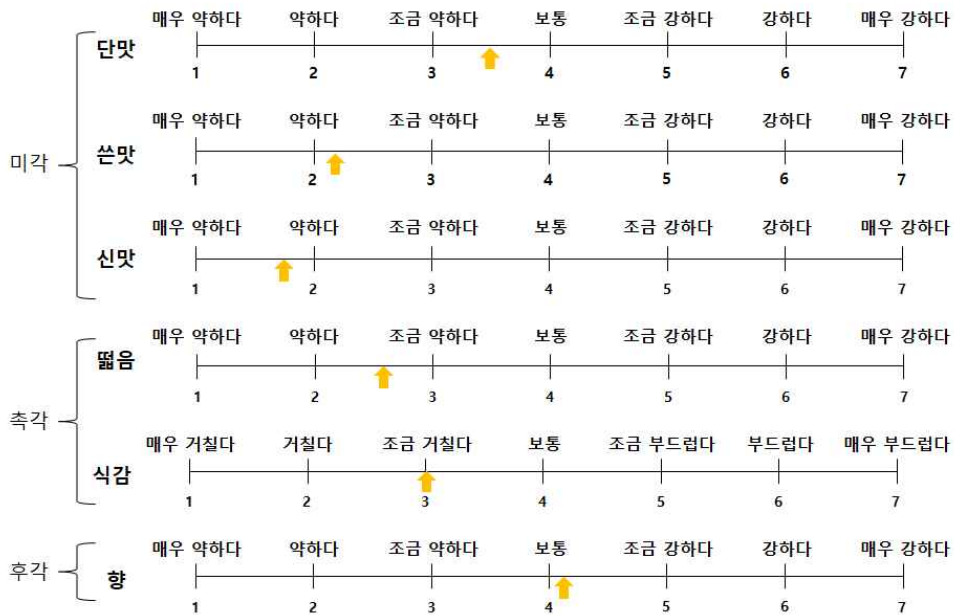 매우 약하다 약하다 조금 약하다 보통 조금 강하다 강하다 매우 강하다
단맛
1 2 3 4 5 6 7
매우 약하다 약하다 조금 약하다 보통 조금 강하다 강하다 매우 강하다
미각 쓴맛
1 2 3 4 5 6 7
매우 약하다 약하다 조금 약하다 보통 조금 강하다 강하다 매우 강하다
신맛
1 2 3 4 5 6 7
매우 약하다 약하다 조금 약하다 보통 조금 강하다 강하다 매우 강하다
떫음
1 2 3 4 5 6 7
촉각
매우 거칠다 거칠다 조금 거칠다 보통 조금 부드럽다 부드럽다 매우 부드럽다
식감
1 2 3 4 5 6 7
매우 약하다 약하다 조금 약하다 보통 조금 강하다 강하다 매우 강하다
후각 향
1 2 3 4 5 6 7